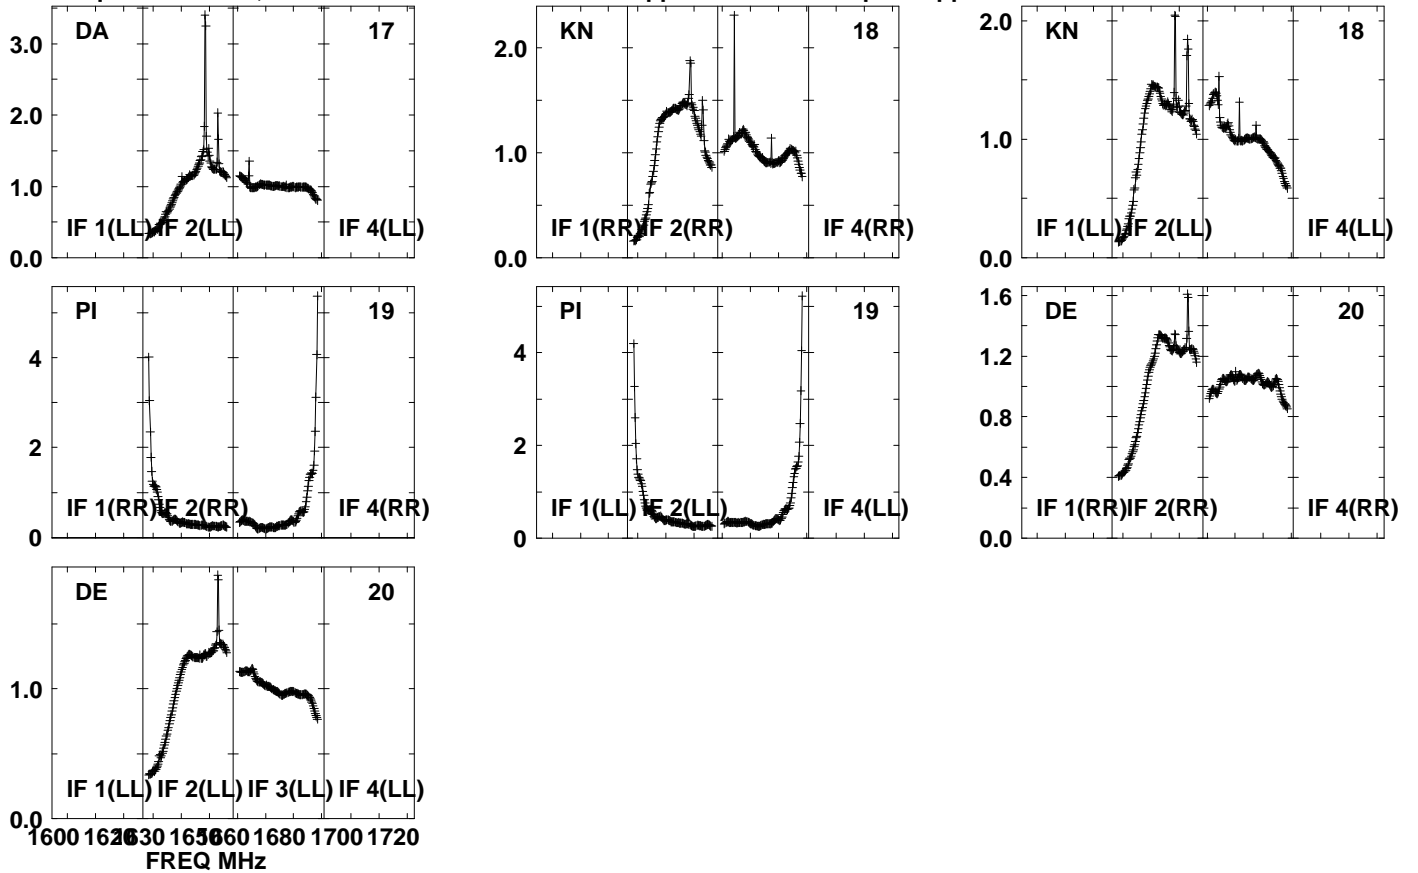 DA 17
3.0
2.0
1.0
0.0
IF 1(LL) IF 2(LL) IF 4(LL)
KN 18
2.0
1.0
0.0
IF 1(RR) IF 2(RR) IF 4(RR)
KN 18
2.0
1.0
0.0
IF 1(LL) IF 2(LL) IF 4(LL)
PI 19
4
2
0
IF 1(RR) IF 2(RR) IF 4(RR)
PI 19
4
2
0
IF 1(LL) IF 2(LL) IF 4(LL)
DE 20
1.6
1.2
0.8
0.4
0.0
IF 1(RR) IF 2(RR) IF 4(RR)
DE 20
1.0
0.0
IF 1(LL) IF 2(LL) IF 3(LL) IF 4(LL)
1600 1620 1630 1650 1660 1680 1700 1720
FREQ MHz